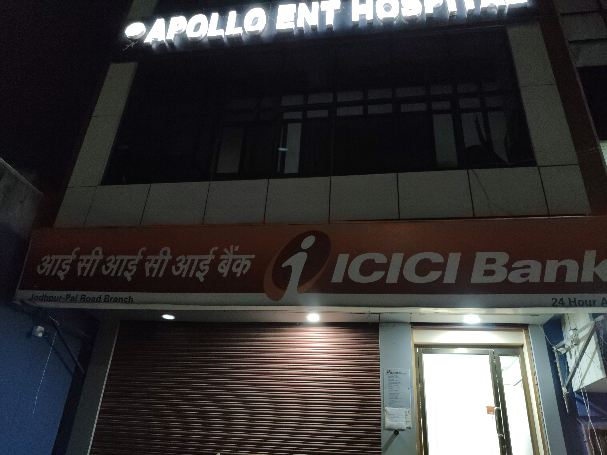 APOLLO ENT HOSPITAL
आई सी आई सी आई बैंक i ICICI Bank
Jodhpur-Pal Road Branch
24 Hour A